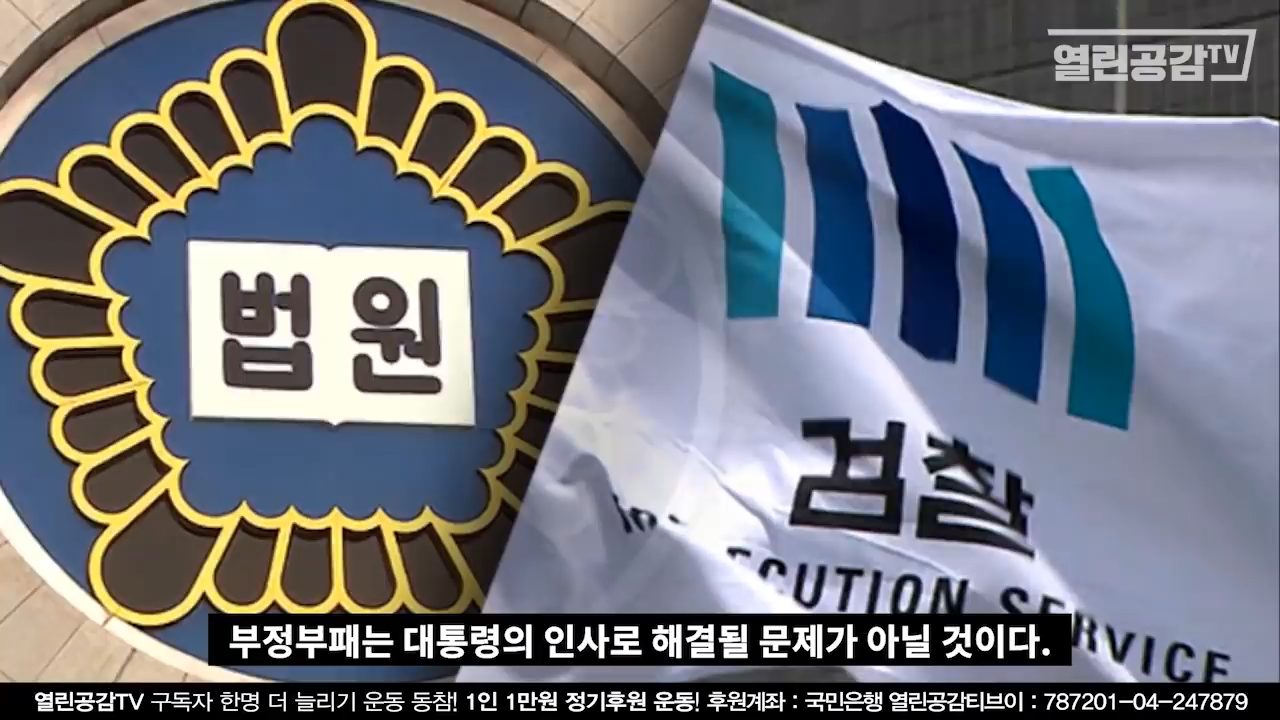 열린공감TV
법원
검찰
CUTION SERVICE
부정부패는 대통령의 인사로 해결될 문제가 아닐 것이다.
열린공감TV 구독자 한명 더 늘리기 운동 동참! 1인 1만원 정기후원 운동! 후원계좌 : 국민은행 열린공감티브이 : 787201-04-247879